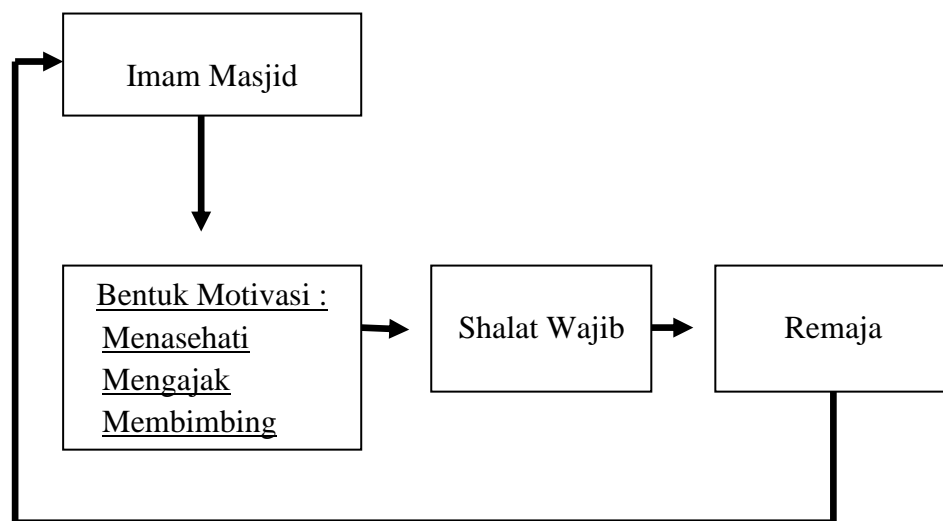 Imam Masjid
Bentuk Motivasi :
Menasehati
Mengajak
Membimbing
Shalat Wajib
Remaja